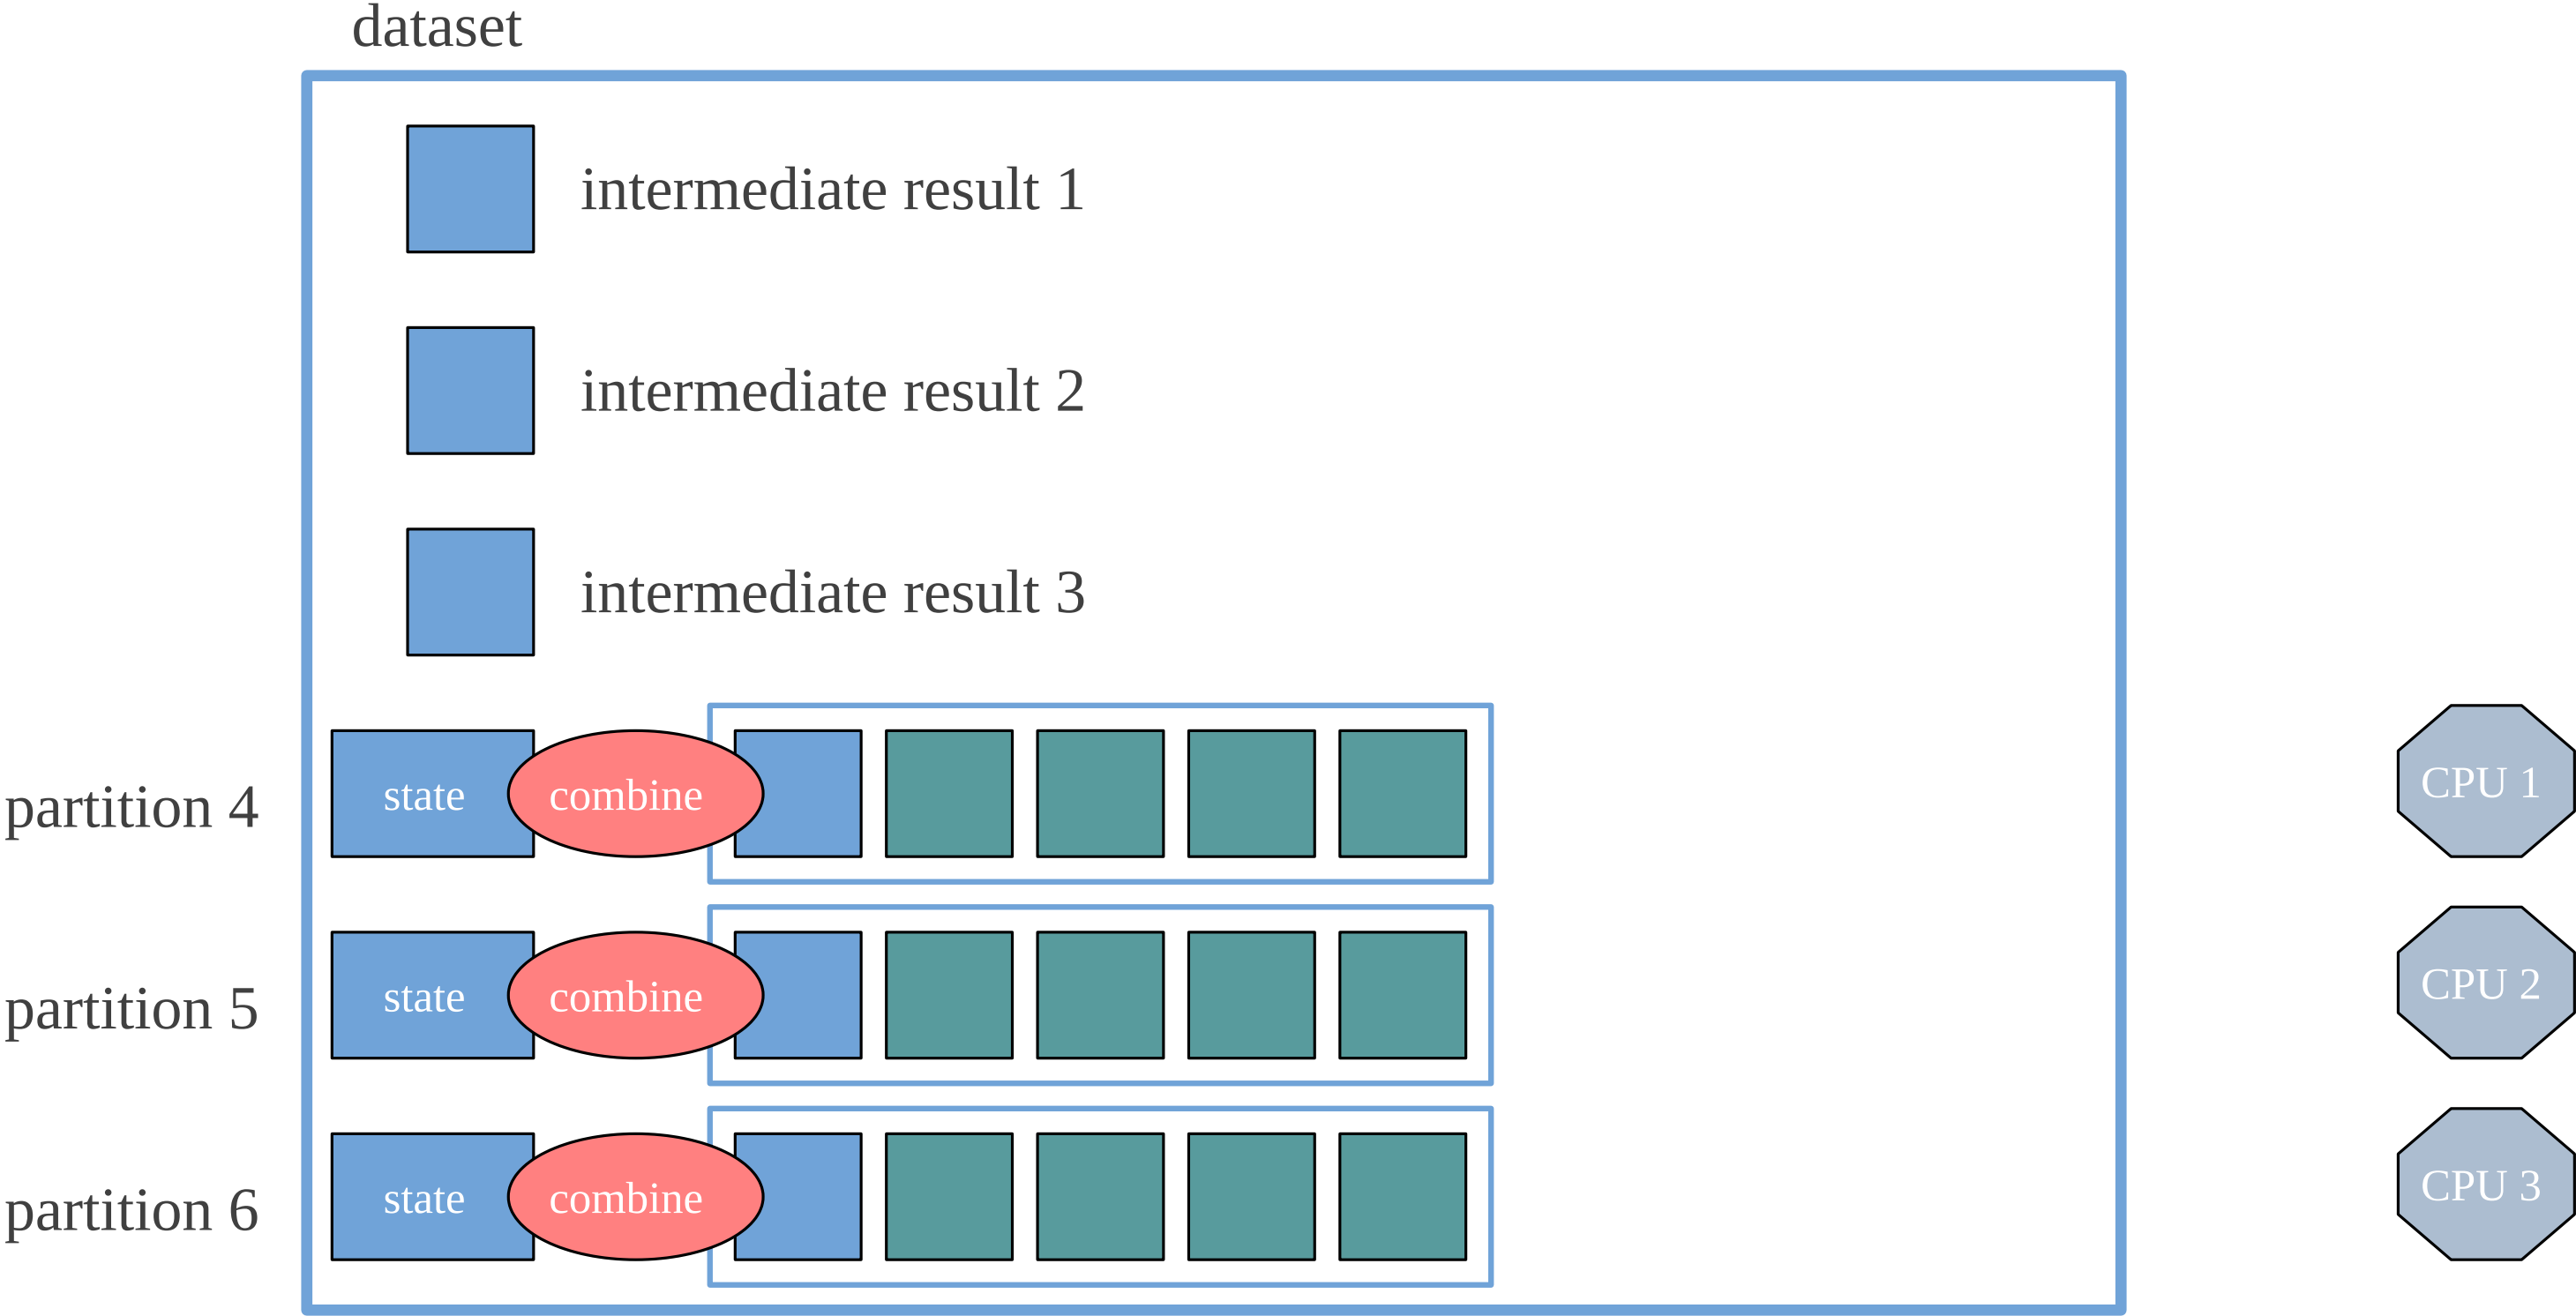 dataset
intermediate result 1
intermediate result 2
intermediate result 3
partition 4
state
combine
CPU 1
partition 5
state
combine
CPU 2
partition 6
state
combine
CPU 3